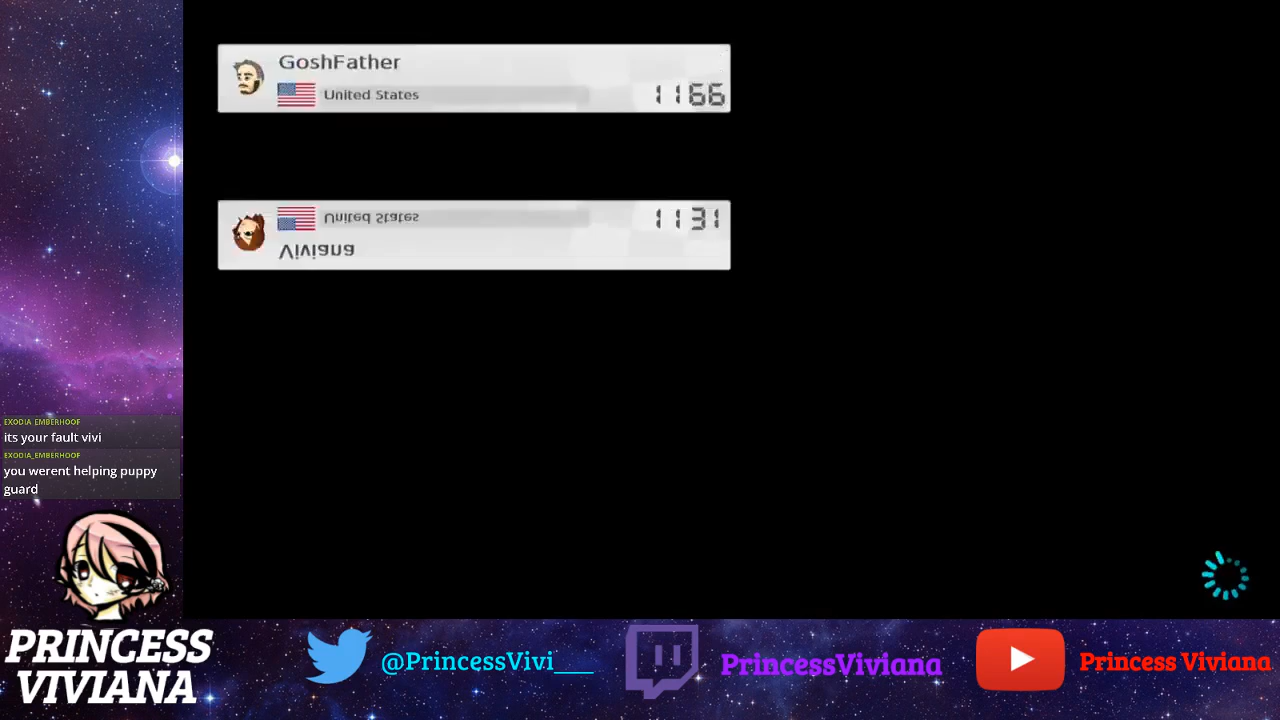 GoshFather
United States
1166
United States
1131
Viviana
EXODIA_EMBERHOOF
its your fault vivi
EXODIA_EMBERHOOF
you werent helping puppy
guard
PRINCESS
VIVIANA
@PrincessVivi___
PrincessViviana
Princess Viviana